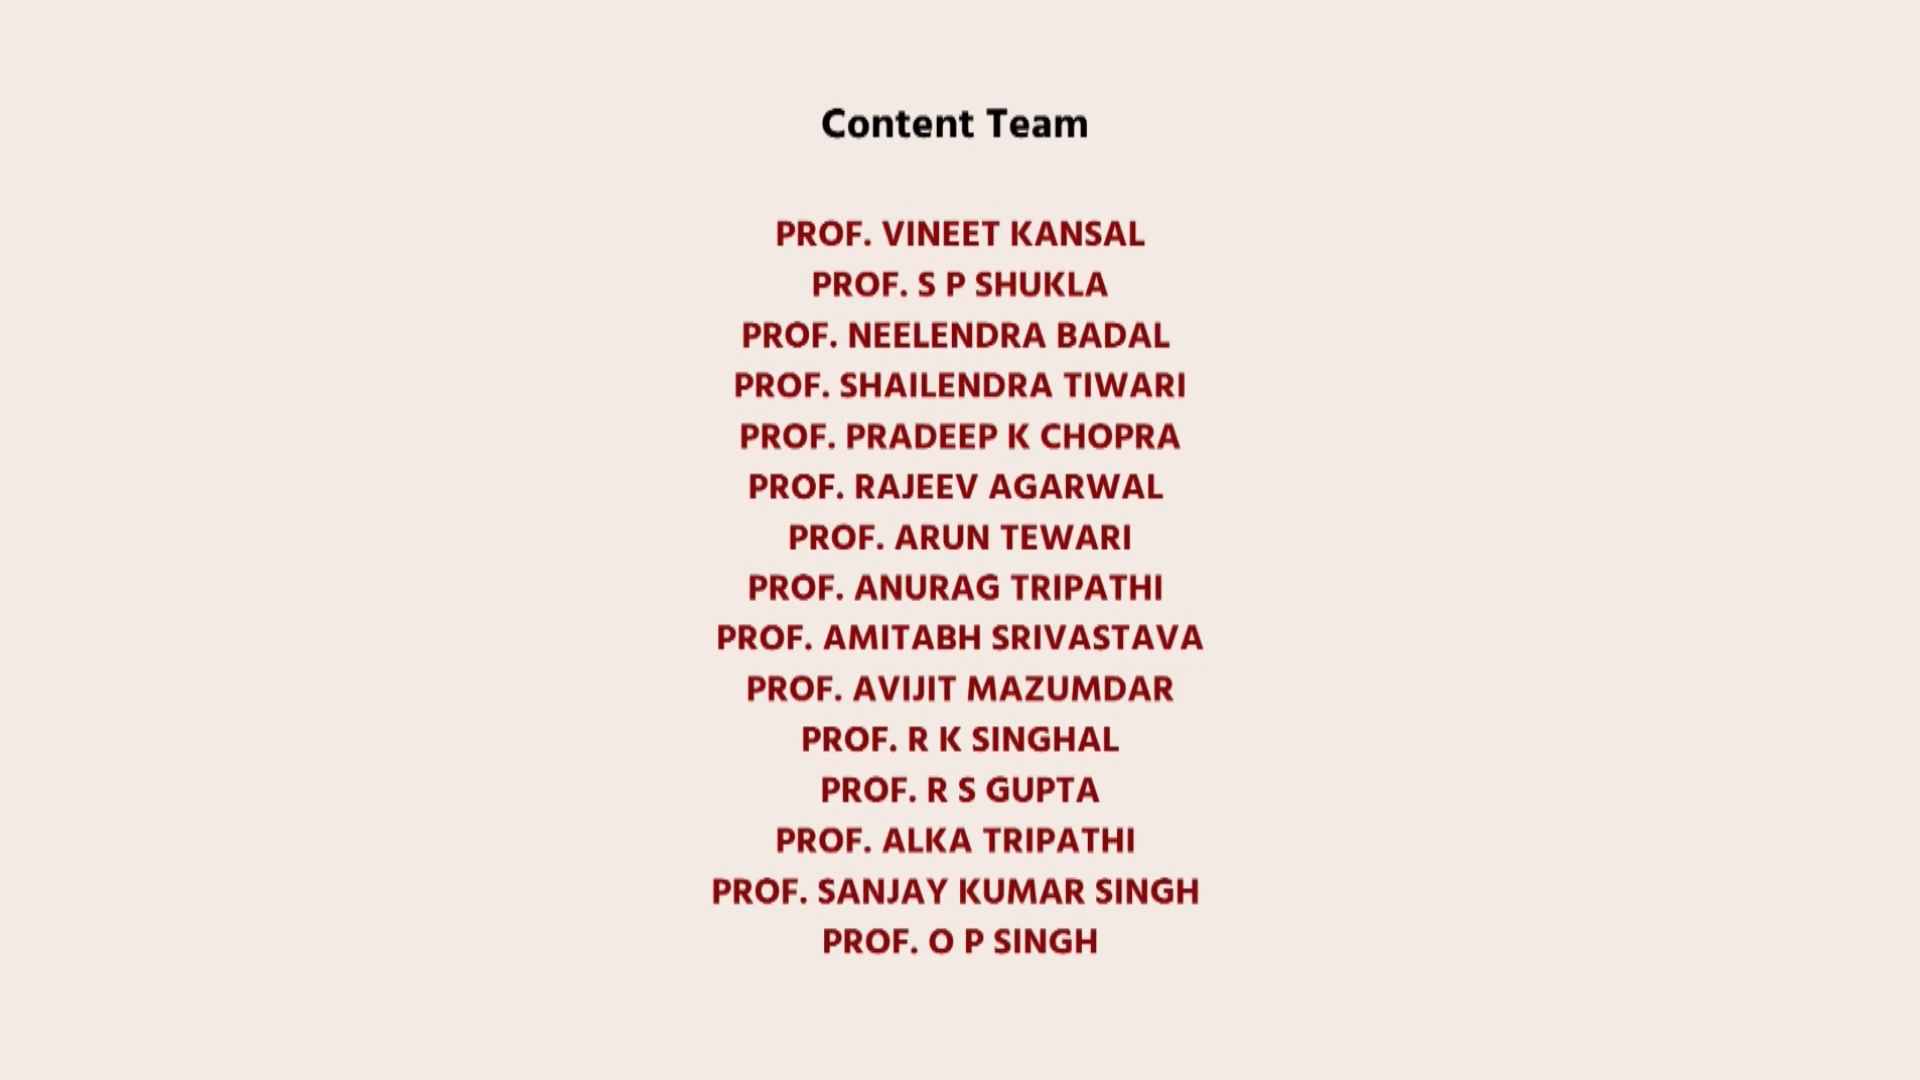 Content Team
PROF. VINEET KANSAL
PROF. S P SHUKLA
PROF. NEELENDRA BADAL
PROF. SHAILENDRA TIWARI
PROF. PRADEEP K CHOPRA
PROF. RAJEEV AGARWAL
PROF. ARUN TEWARI
PROF. ANURAG TRIPATHI
PROF. AMITABH SRIVASTAVA
PROF. AVIJIT MAZUMDAR
PROF. R K SINGHAL
PROF. R S GUPTA
PROF. ALKA TRIPATHI
PROF. SANJAY KUMAR SINGH
PROF. O P SINGH